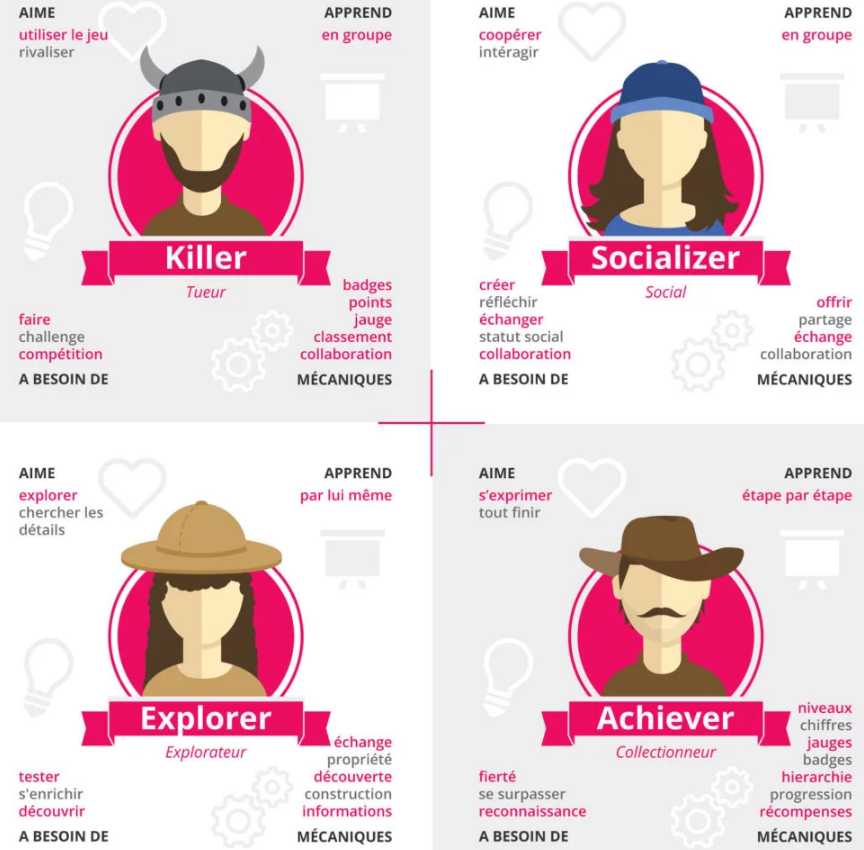 AIME
utiliser le jeu
rivaliser
APPREND
en groupe
Killer
Tueur
faire
challenge
compétition
A BESOIN DE
badges
points
jauge
classement
collaboration
MÉCANIQUES
AIME
coopérer
intéragir
APPREND
en groupe
Socializer
Social
créer
réfléchir
échanger
statut social
collaboration
A BESOIN DE
offrir
partage
échange
collaboration
MÉCANIQUES
AIME
explorer
chercher les
détails
APPREND
par lui même
Explorer
Explorateur
tester
s'enrichir
découvrir
A BESOIN DE
échange
propriété
découverte
construction
informations
MÉCANIQUES
AIME
s'exprimer
tout finir
APPREND
étape par étape
Achiever
Collectionneur
fierté
se surpasser
reconnaissance
A BESOIN DE
niveaux
chiffres
jauges
badges
hierarchie
progression
récompenses
MÉCANIQUES